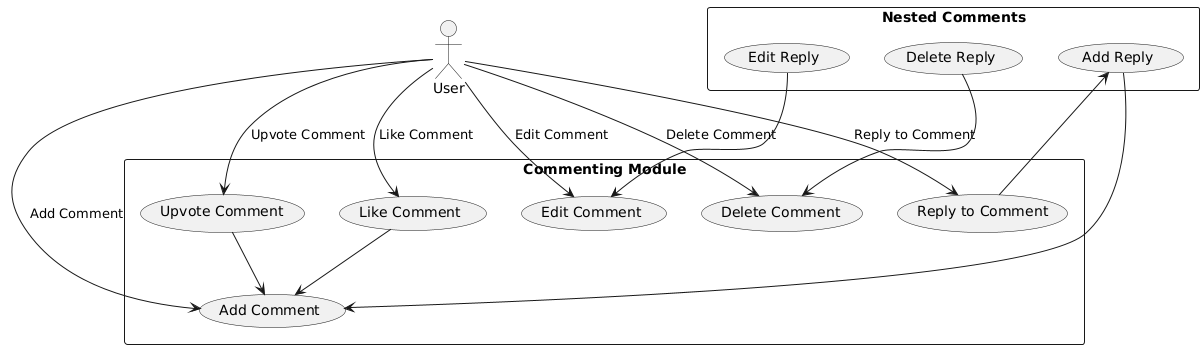 Nested Comments
Edit Reply
Delete Reply
Add Reply
User
Upvote Comment
Like Comment
Edit Comment
Delete Comment
Reply to Comment
Commenting Module
Add Comment
Upvote Comment
Like Comment
Edit Comment
Delete Comment
Reply to Comment
Add Comment